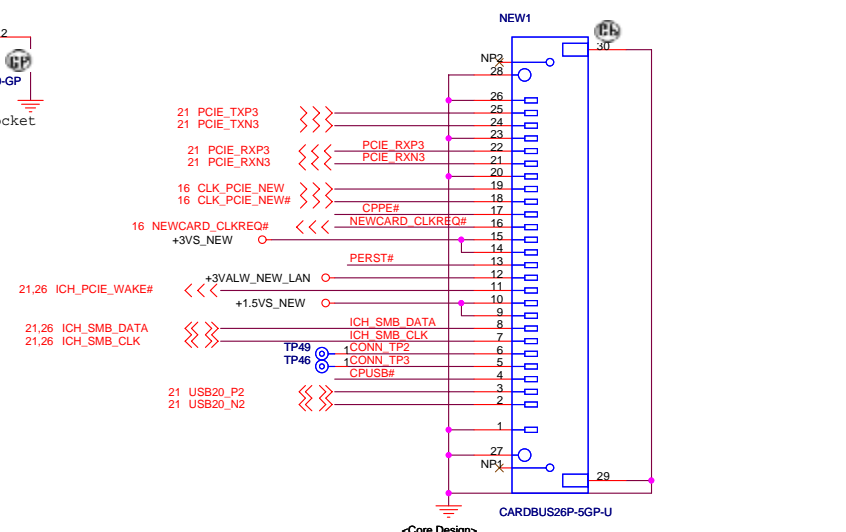 NEW1
2
30
NP2
28
-GP
26
ocket
21 PCIE_TXP3 25
21 PCIE_TXN3 24
23
21 PCIE_RXP3 PCIE_RXP3 22
21 PCIE_RXN3 PCIE_RXN3 21
20
16 CLK_PCIE_NEW 19
16 CLK_PCIE_NEW# 18
CPPE# 17
16 NEWCARD_CLKREQ# NEWCARD_CLKREQ# 16
+3VS_NEW 15
14
PERST# 13
+3VALW_NEW_LAN 12
21,26 ICH_PCIE_WAKE# 11
+1.5VS_NEW 10
9
21,26 ICH_SMB_DATA ICH_SMB_DATA 8
21,26 ICH_SMB_CLK ICH_SMB_CLK 7
TP49 1 CONN_TP2 6
TP46 1 CONN_TP3 5
CPUSB# 4
21 USB20_P2 3
21 USB20_N2 2
1
27
NP1
29
CARDBUS26P-5GP-U
<Core Design>